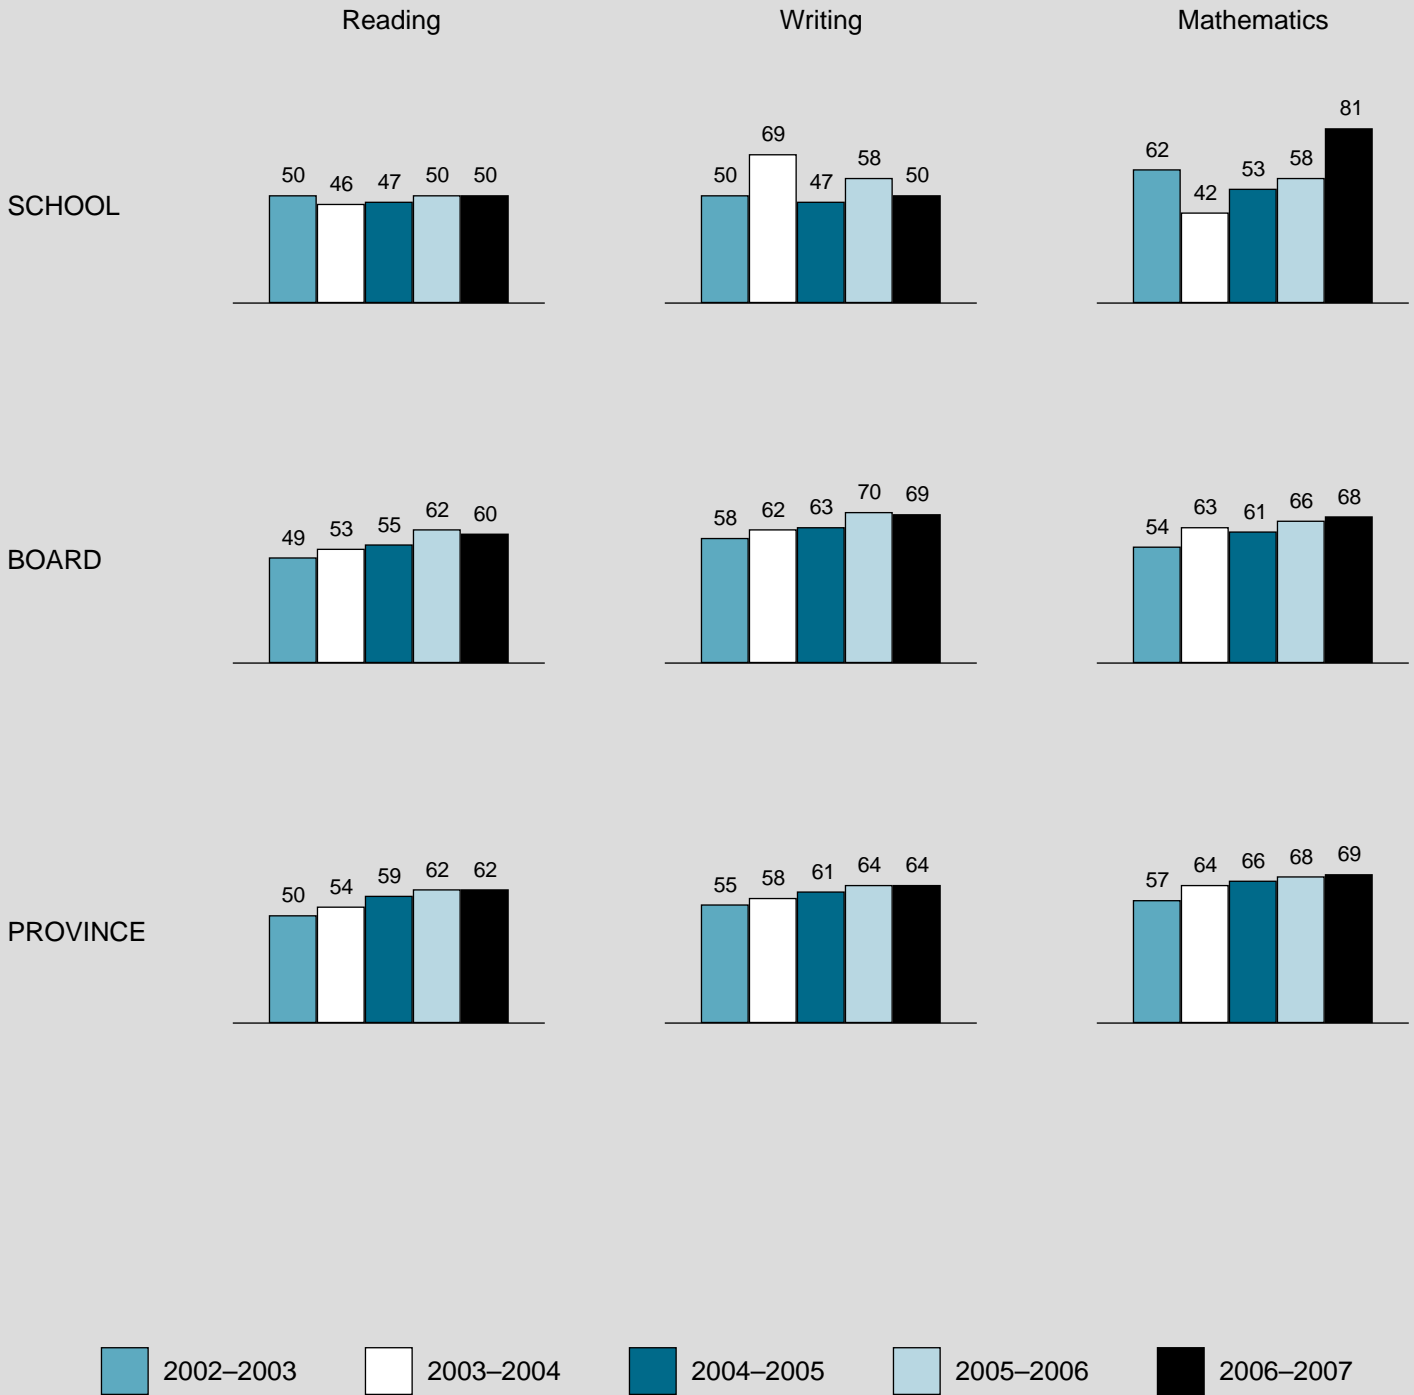 Reading Writing Mathematics
SCHOOL
50 46 47 50 50
50 69 47 58 50
62 42 53 58 81
BOARD
49 53 55 62 60
58 62 63 70 69
54 63 61 66 68
PROVINCE
50 54 59 62 62
55 58 61 64 64
57 64 66 68 69
2002–2003 2003–2004 2004–2005 2005–2006 2006–2007